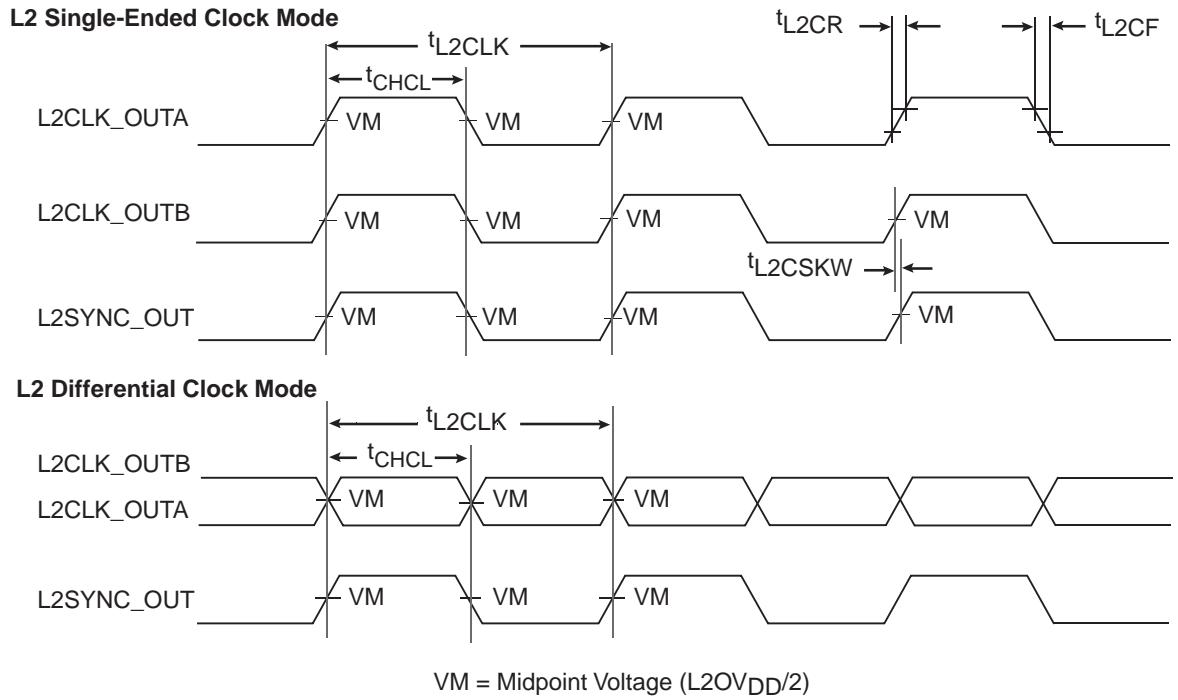 L2 Single-Ended Clock Mode
tL2CLK
tL2CR
tL2CF
tCHCL
L2CLK_OUTA
VM VM VM
L2CLK_OUTB
VM VM VM VM
tL2CSKW
L2SYNC_OUT
VM VM VM VM
L2 Differential Clock Mode
tL2CLK
tCHCL
L2CLK_OUTB
L2CLK_OUTA
VM VM VM
L2SYNC_OUT
VM VM VM
VM = Midpoint Voltage (L2OVDD/2)